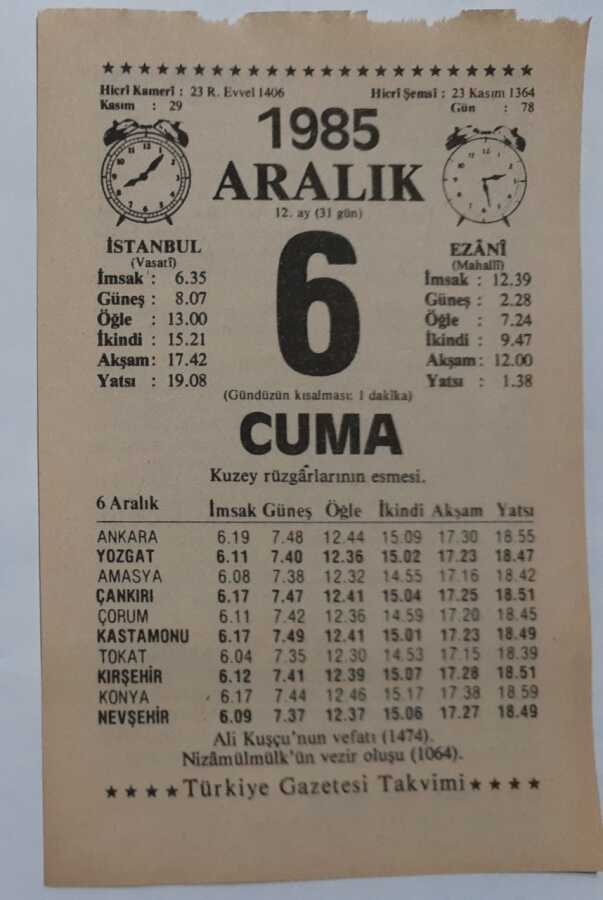 ★★★★★★★★★★★★★★★★★★★★★★★★★
Hicrî Kamerî : 23 R. Evvel 1406 Hicrî Şemsî : 23 Kasım 1364
Kasım : 29 Gün : 78
1985
ARALIK
12. ay (31 gün)
6
İSTANBUL
(Vasatî)
İmsak : 6.35
Güneş : 8.07
Öğle : 13.00
İkindi : 15.21
Akşam: 17.42
Yatsı : 19.08
EZÂNÎ
(Mahallî)
İmsak : 12.39
Güneş : 2.28
Öğle : 7.24
İkindi : 9.47
Akşam: 12.00
Yatsı : 1.38
(Gündüzün kısalması: 1 dakîka)
CUMA
Kuzey rüzgârlarının esmesi.
6 Aralık İmsak Güneş Öğle İkindi Akşam Yatsı
ANKARA 6.19 7.48 12.44 15.09 17.30 18.55
YOZGAT 6.11 7.40 12.36 15.02 17.23 18.47
AMASYA 6.08 7.38 12.32 14.55 17.16 18.42
ÇANKIRI 6.17 7.47 12.41 15.04 17.25 18.51
ÇORUM 6.11 7.42 12.36 14.59 17.20 18.45
KASTAMONU 6.17 7.49 12.41 15.01 17.23 18.49
TOKAT 6.04 7.35 12.30 14.53 17.15 18.39
KIRŞEHİR 6.12 7.41 12.39 15.07 17.28 18.51
KONYA 6.17 7.44 12.46 15.17 17.38 18.59
NEVŞEHİR 6.09 7.37 12.37 15.06 17.27 18.49
Ali Kuşçu'nun vefatı (1474).
Nizâmülmülk'ün vezir oluşu (1064).
★★★★Türkiye Gazetesi Takvimi★★★★